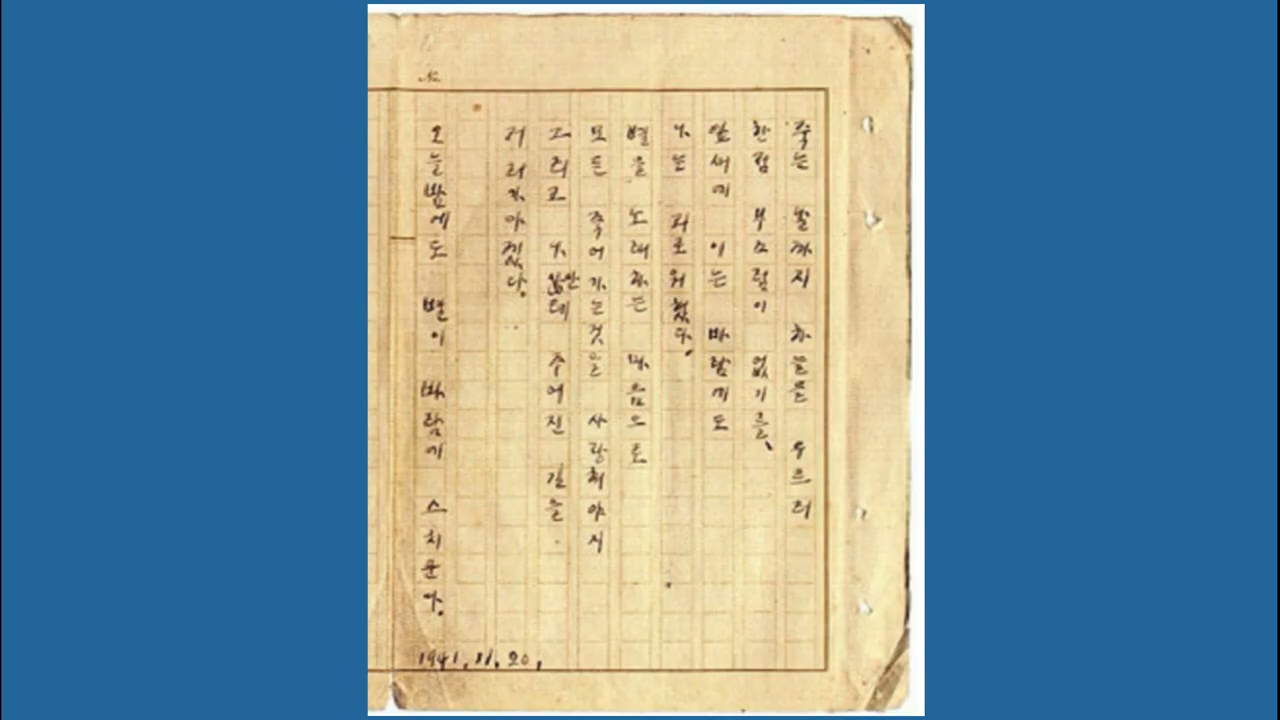 No.
죽는 날까지 하늘을 우르러
한점 부끄럼이 없기를、
잎새에 이는 바람에도
나는 괴로워했다.
별을 노래하는 마음으로
모든 죽어가는것을 사랑해야지
그리고 나안테 주어진 길을
거러가야겠다.
오늘밤에도 별이 바람에 스치운다.
1941.11.20.